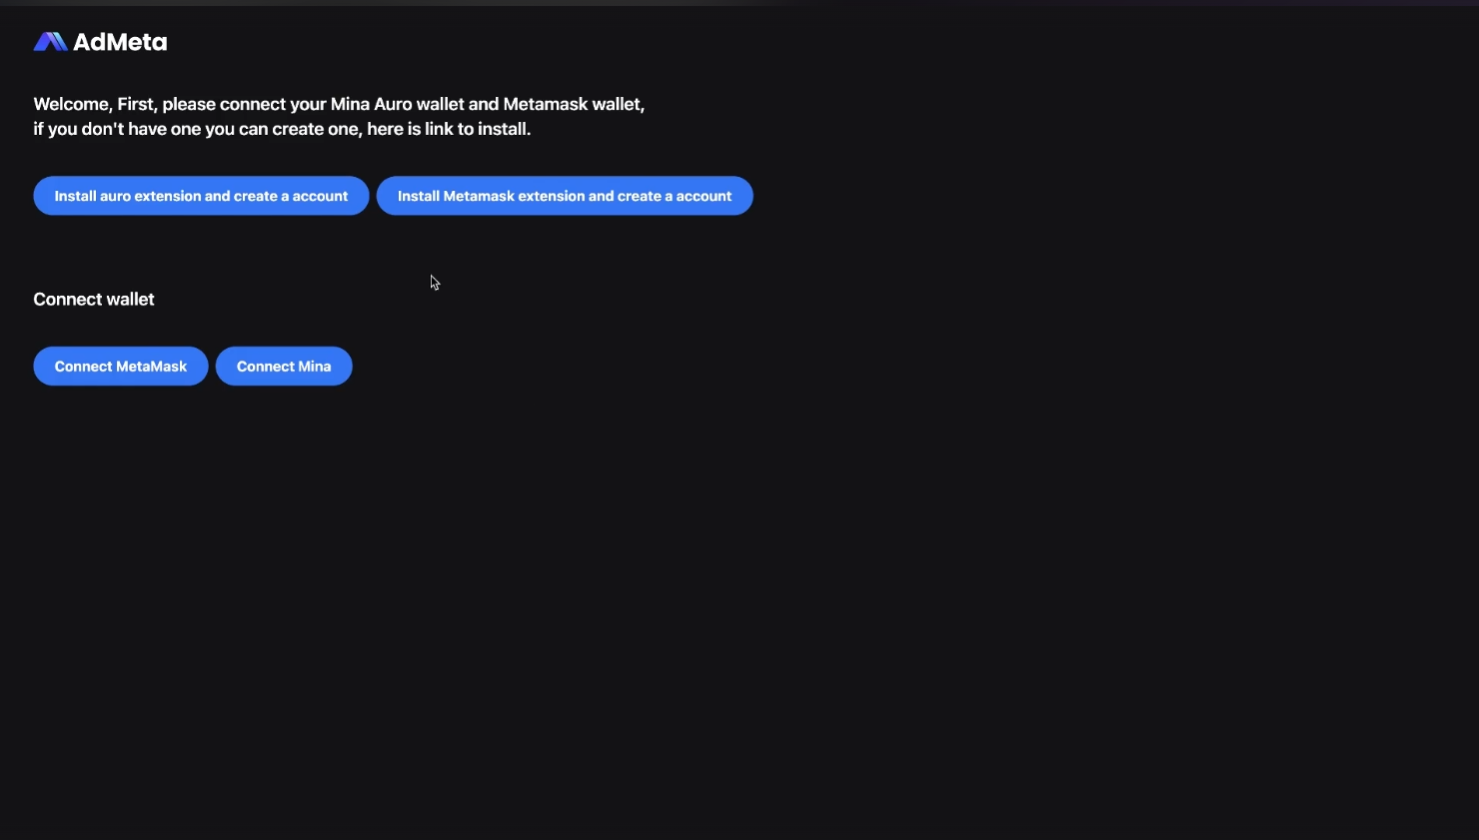 AdMeta
Welcome, First, please connect your Mina Auro wallet and Metamask wallet,
if you don't have one you can create one, here is link to install.
Install auro extension and create a account
Install Metamask extension and create a account
Connect wallet
Connect MetaMask
Connect Mina